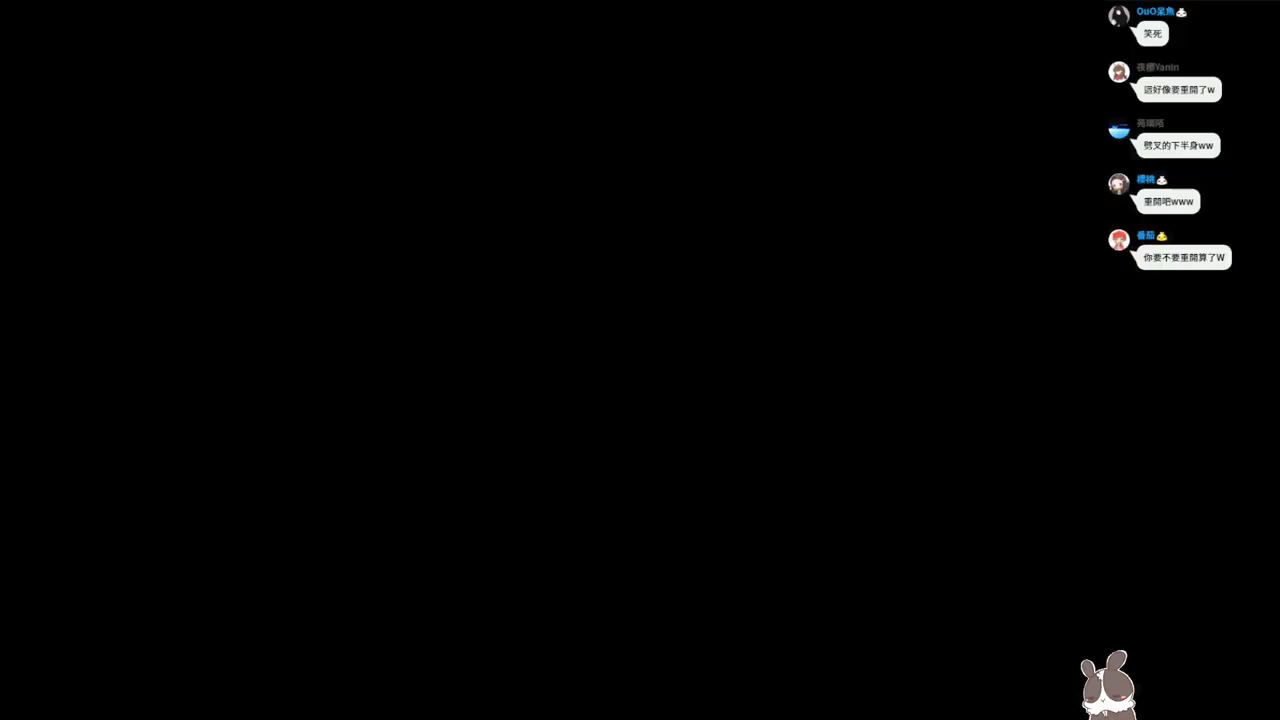 OuO呆魚
笑死
夜櫻Yanin
這好像要重開了w
劈叉的下半身ww
櫻桃
重開吧www
番茄
你要不要重開算了W